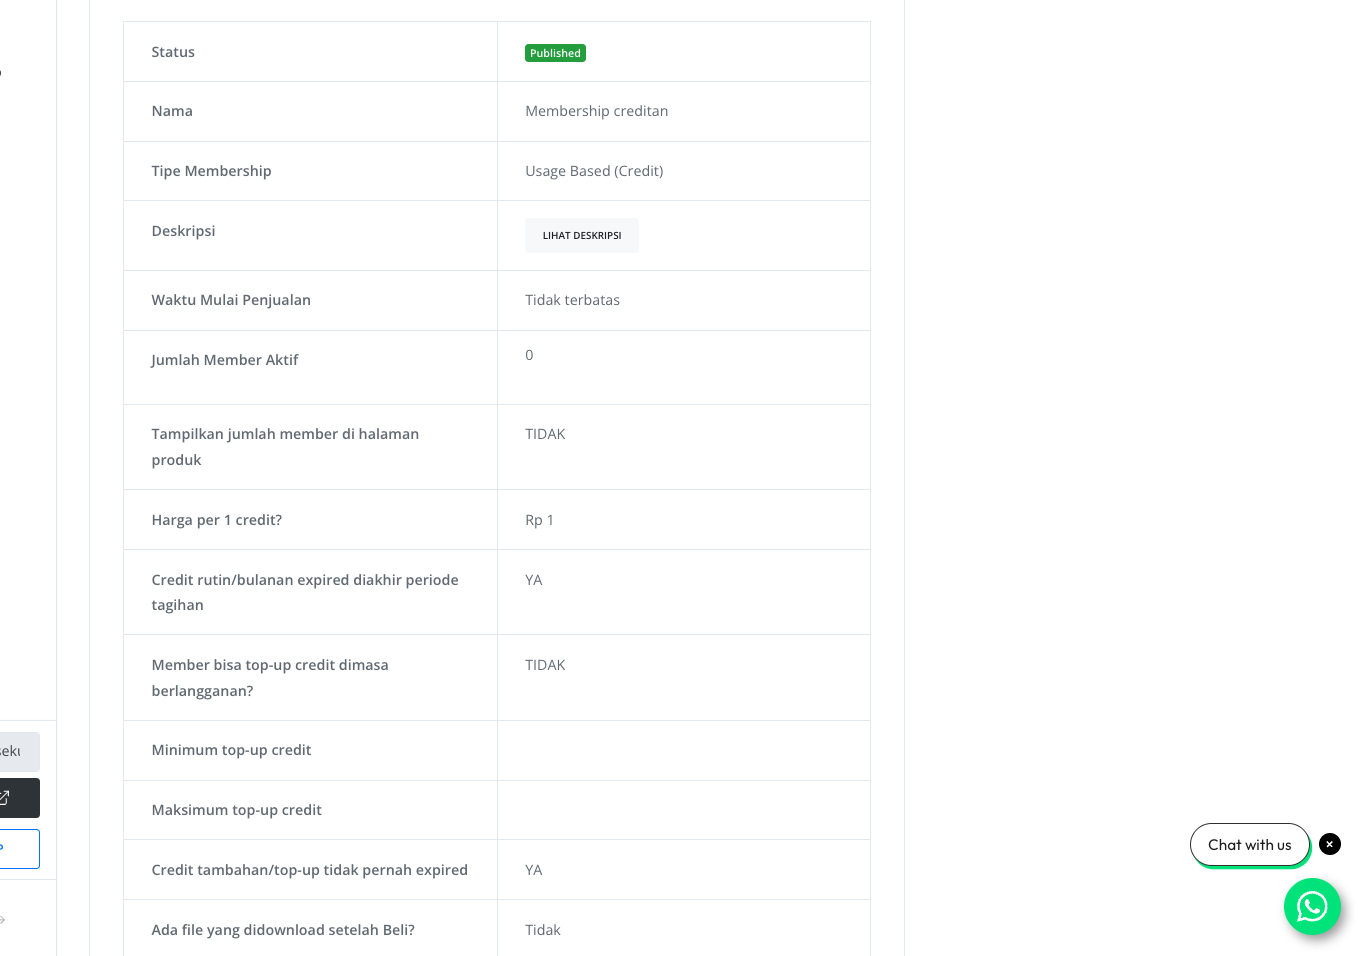 Status
Published
Nama
Membership creditan
Tipe Membership
Usage Based (Credit)
Deskripsi
LIHAT DESKRIPSI
Waktu Mulai Penjualan
Tidak terbatas
Jumlah Member Aktif
0
Tampilkan jumlah member di halaman
produk
TIDAK
Harga per 1 credit?
Rp 1
Credit rutin/bulanan expired diakhir periode
tagihan
YA
Member bisa top-up credit dimasa
berlangganan?
TIDAK
Minimum top-up credit
Maksimum top-up credit
Credit tambahan/top-up tidak pernah expired
YA
Ada file yang didownload setelah Beli?
Tidak
Chat with us